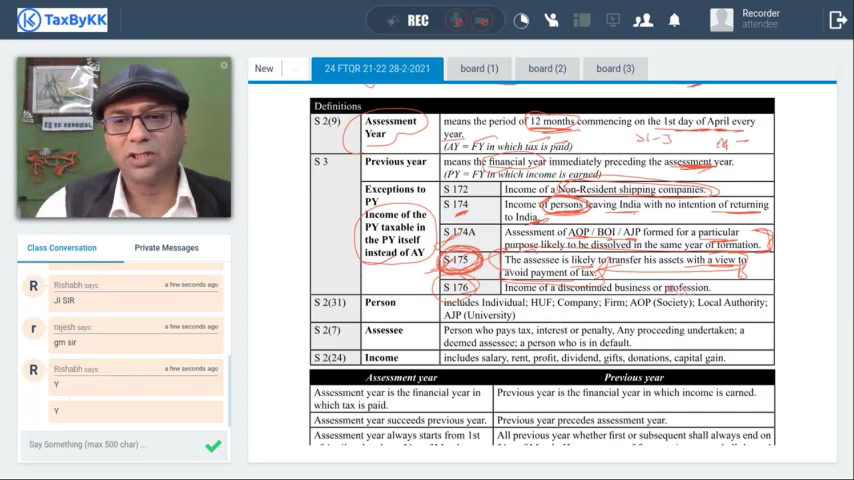 TaxByKK
REC
Recorder
attendee
New
24 FTQR 21-22 28-2-2021
board (1)
board (2)
board (3)
Class Conversation
Private Messages
R
Rishabh says:
a few seconds ago
JI SIR
r
rajesh says:
a few seconds ago
gm sir
R
Rishabh says:
a few seconds ago
Y
Y
Say Something (max 500 char) ...
Definitions
S 2(9)
Assessment
Year
means the period of 12 months commencing on the 1st day of April every
year.
(AY = FY in which tax is paid)
S 3
Previous year
means the financial year immediately preceding the assessment year.
(PY = FY in which income is earned)
Exceptions to
PY
Income of the
PY taxable in
the PY itself
instead of AY
S 172
Income of a Non-Resident shipping companies.
S 174
Income of persons leaving India with no intention of returning
to India.
S 174A
Assessment of AOP / BOI / AJP formed for a particular
purpose likely to be dissolved in the same year of formation.
S 175
The assessee is likely to transfer his assets with a view to
avoid payment of tax.
S 176
Income of a discontinued business or profession.
S 2(31)
Person
includes Individual; HUF; Company; Firm; AOP (Society); Local Authority;
AJP (University)
S 2(7)
Assessee
Person who pays tax, interest or penalty, Any proceeding undertaken; a
deemed assessee; a person who is in default.
S 2(24)
Income
includes salary, rent, profit, dividend, gifts, donations, capital gain.
Assessment year
Previous year
Assessment year is the financial year in
which tax is paid.
Previous year is the financial year in which income is earned.
Assessment year succeeds previous year.
Previous year precedes assessment year.
Assessment year always starts from 1st
All previous year whether first or subsequent shall always end on